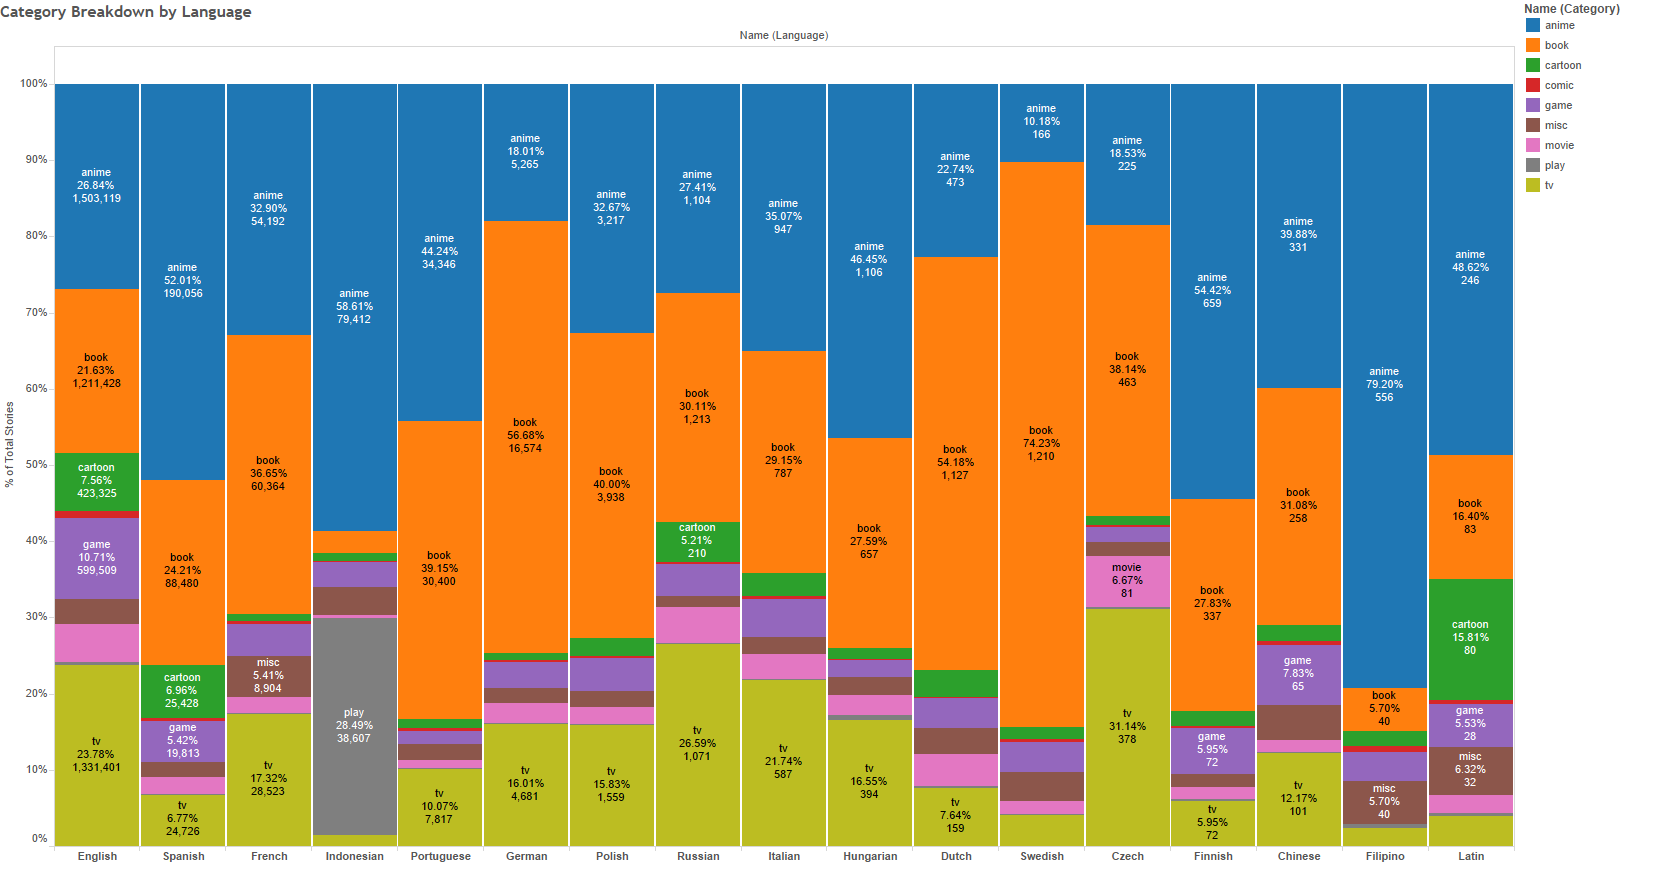 Category Breakdown by Language
Name (Language)
% of Total Stories
100%
90%
80%
70%
60%
50%
40%
30%
20%
10%
0%
anime
26.84%
1,503,119
book
21.63%
1,211,428
cartoon
7.56%
423,325
game
10.71%
599,509
tv
23.78%
1,331,401
English
anime
52.01%
190,056
book
24.21%
88,480
cartoon
6.96%
25,428
game
5.42%
19,813
tv
6.77%
24,726
Spanish
anime
32.90%
54,192
book
36.65%
60,364
misc
5.41%
8,904
tv
17.32%
28,523
French
anime
58.61%
79,412
play
28.49%
38,607
Indonesian
anime
44.24%
34,346
book
39.15%
30,400
tv
10.07%
7,817
Portuguese
anime
18.01%
5,265
book
56.68%
16,574
tv
16.01%
4,681
German
anime
32.67%
3,217
book
40.00%
3,938
tv
15.83%
1,559
Polish
anime
27.41%
1,104
book
30.11%
1,213
cartoon
5.21%
210
tv
26.59%
1,071
Russian
anime
35.07%
947
book
29.15%
787
tv
21.74%
587
Italian
anime
46.45%
1,106
book
27.59%
657
tv
16.55%
394
Hungarian
anime
22.74%
473
book
54.18%
1,127
tv
7.64%
159
Dutch
anime
10.18%
166
book
74.23%
1,210
Swedish
anime
18.53%
225
book
38.14%
463
movie
6.67%
81
tv
31.14%
378
Czech
anime
54.42%
659
book
27.83%
337
game
5.95%
72
tv
5.95%
72
Finnish
anime
39.88%
331
book
31.08%
258
game
7.83%
65
tv
12.17%
101
Chinese
anime
79.20%
556
book
5.70%
40
misc
5.70%
40
Filipino
anime
48.62%
246
book
16.40%
83
cartoon
15.81%
80
game
5.53%
28
misc
6.32%
32
Latin
Name (Category)
anime
book
cartoon
comic
game
misc
movie
play
tv